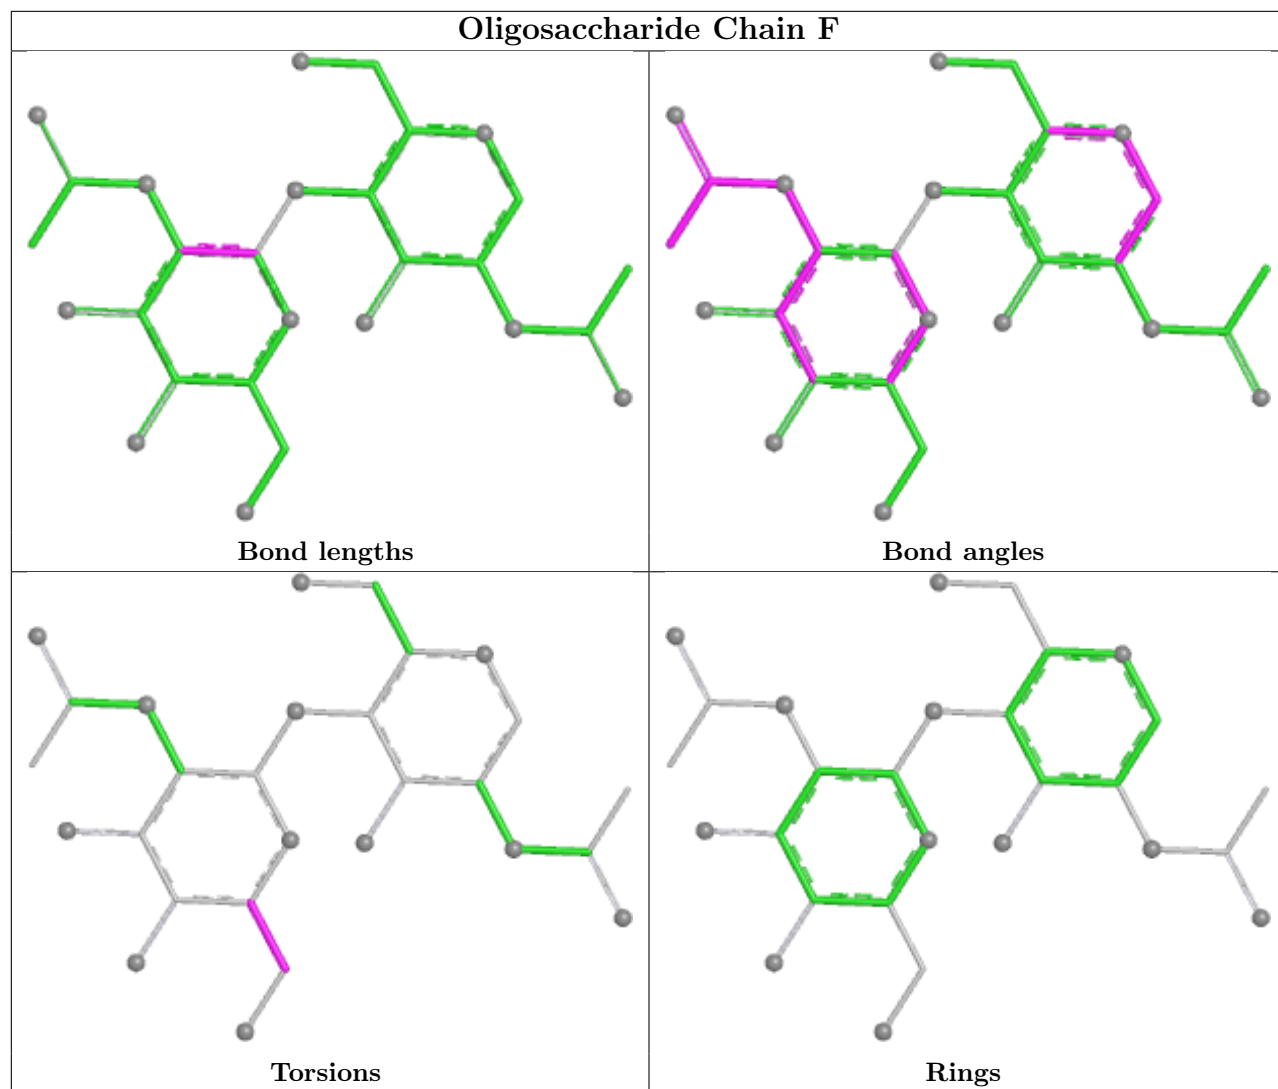 Oligosaccharide Chain F
Bond lengths
Bond angles
Torsions
Rings